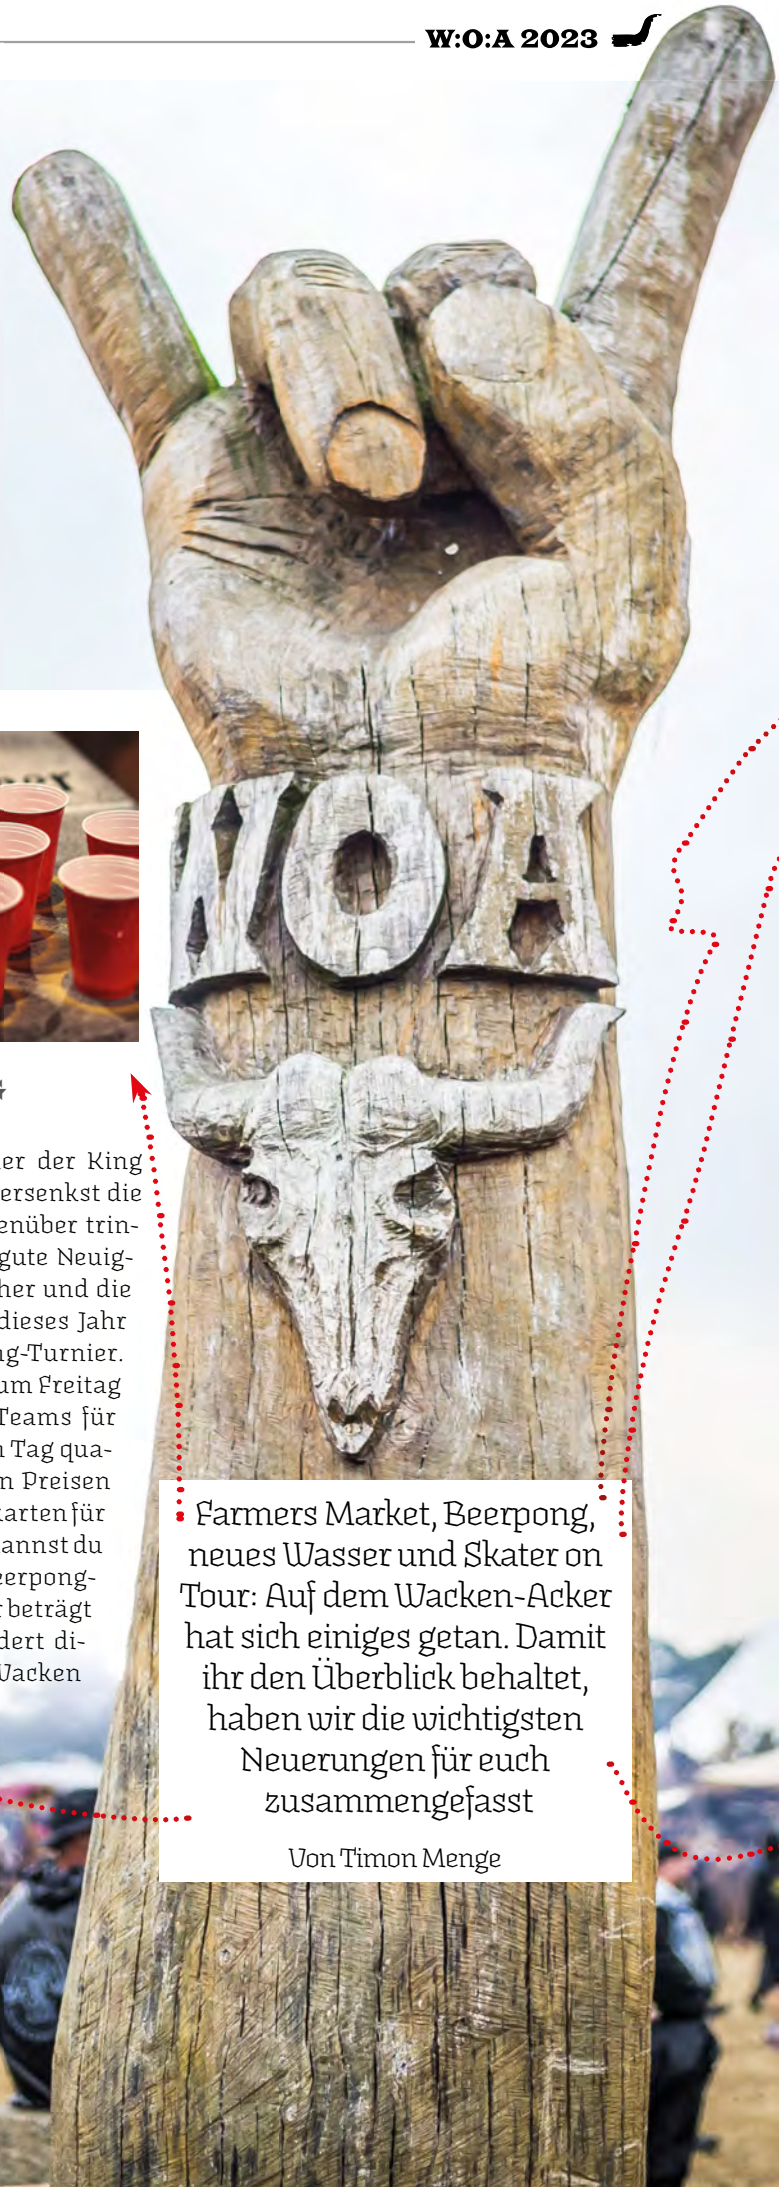 W:O:A 2023
WOA
er der King
ersenkst die
enüber trin-
gute Neuig-
her und die
dieses Jahr
ng-Turnier.
um Freitag
Teams für
n Tag qua-
n Preisen
karten für
annst du
eerpong-
r beträgt
dert di-
Wacken
Farmers Market, Beerpong,
neues Wasser und Skater on
Tour: Auf dem Wacken-Acker
hat sich einiges getan. Damit
ihr den Überblick behaltet,
haben wir die wichtigsten
Neuerungen für euch
zusammengefasst
Von Timon Menge